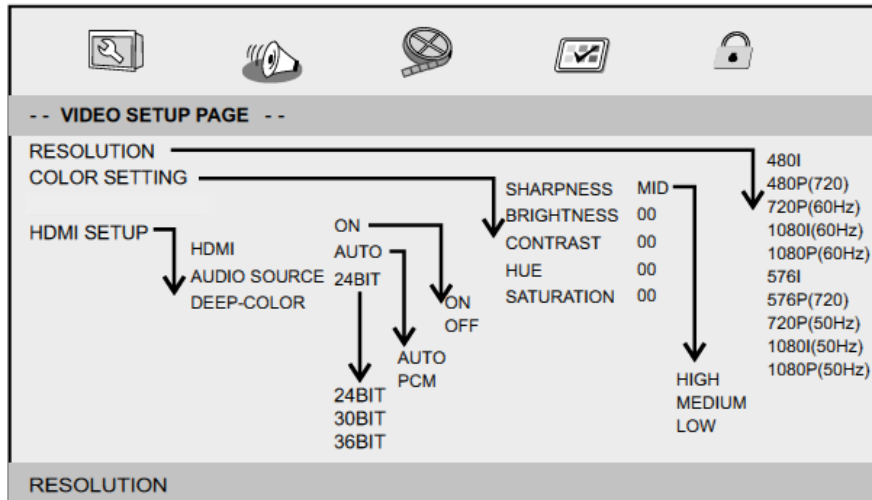 -- VIDEO SETUP PAGE --
RESOLUTION
COLOR SETTING
HDMI SETUP
HDMI
AUDIO SOURCE
DEEP-COLOR
ON
AUTO
24BIT
ON
OFF
AUTO
PCM
24BIT
30BIT
36BIT
SHARPNESS MID
BRIGHTNESS 00
CONTRAST 00
HUE 00
SATURATION 00
HIGH
MEDIUM
LOW
480I
480P(720)
720P(60Hz)
1080I(60Hz)
1080P(60Hz)
576I
576P(720)
720P(50Hz)
1080I(50Hz)
1080P(50Hz)
RESOLUTION